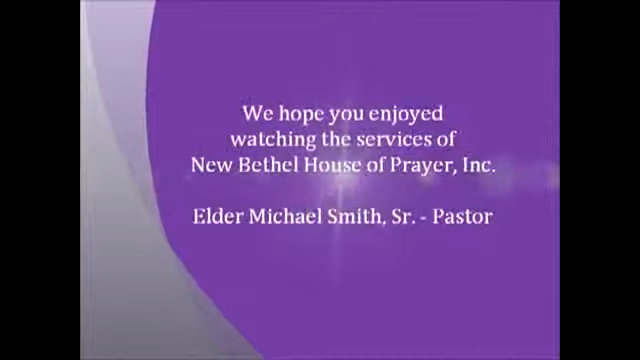 We hope you enjoyed
watching the services of
New Bethel House of Prayer, Inc.
Elder Michael Smith, Sr. - Pastor